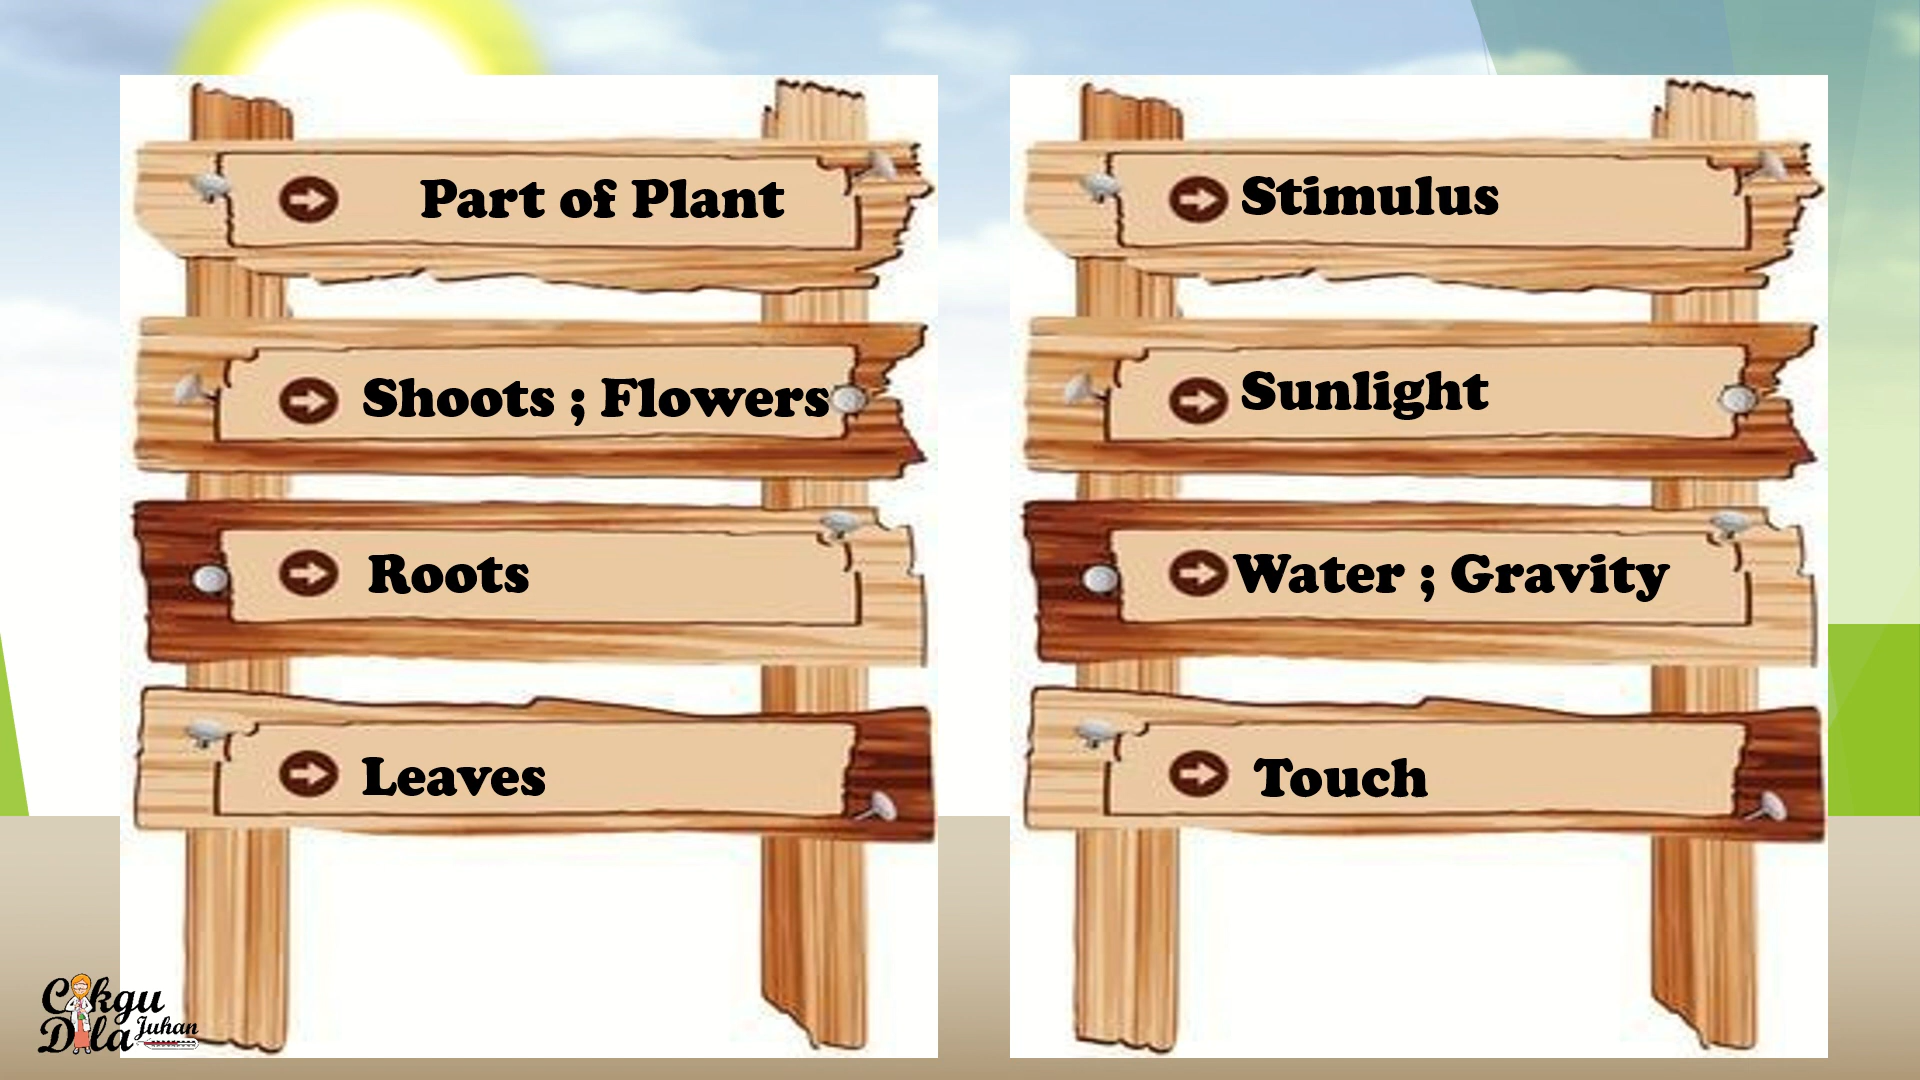 Part of Plant
Stimulus
Shoots ; Flowers
Sunlight
Roots
Water ; Gravity
Leaves
Touch
Cikgu
Dila Juhan